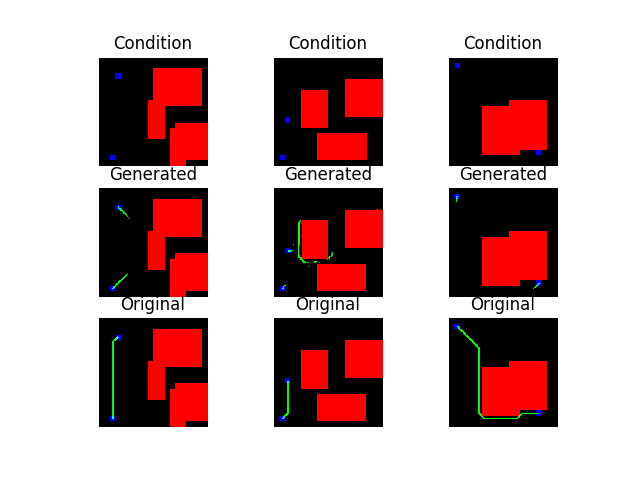 Condition Condition Condition
Generated Generated Generated
Original Original Original